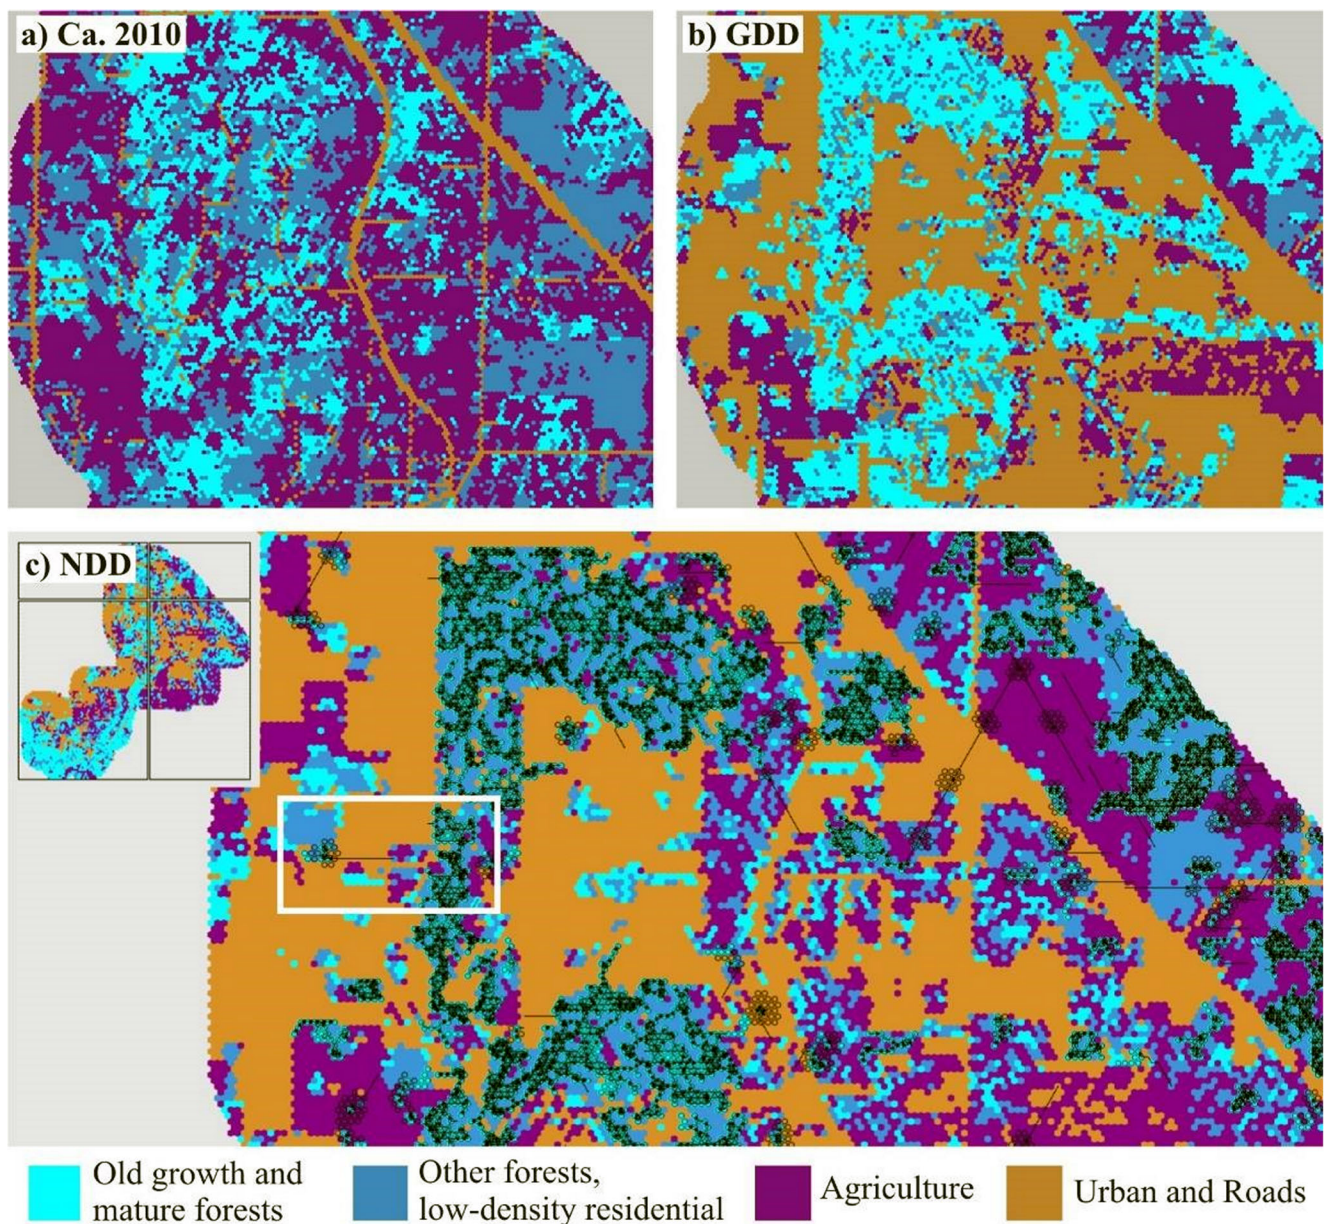 a) Ca. 2010
b) GDD
c) NDD
Old growth and
mature forests
Other forests,
low-density residential
Agriculture
Urban and Roads